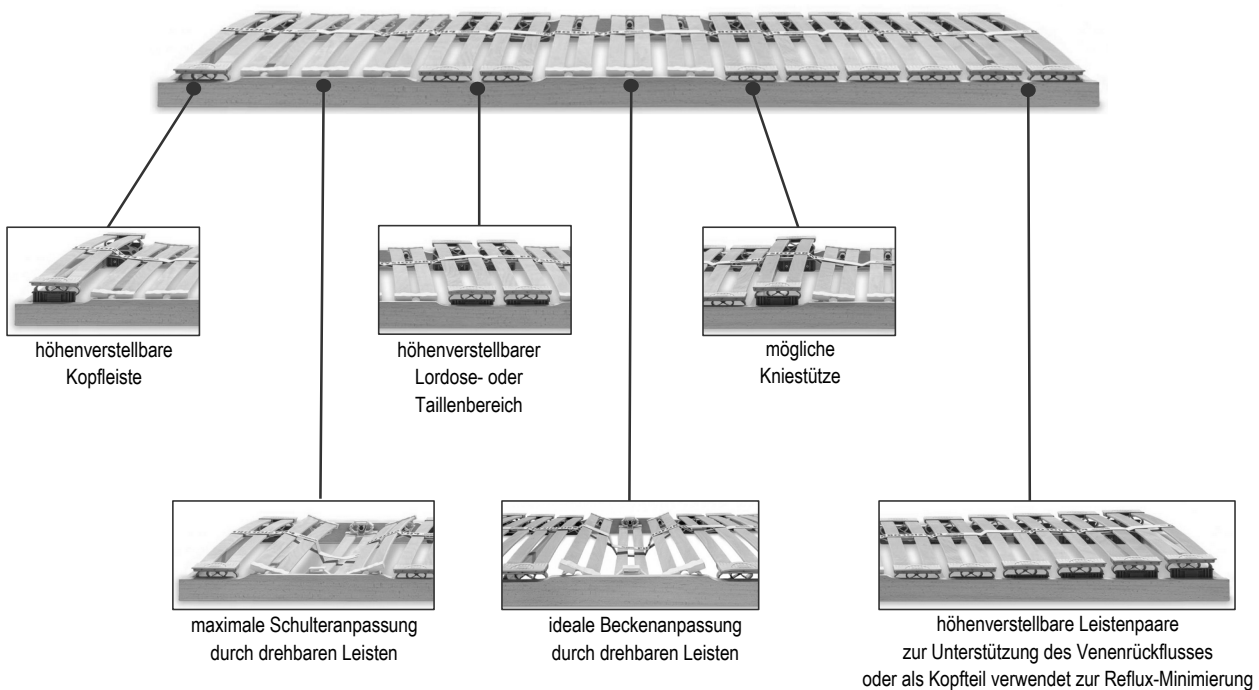 höhenverstellbare
Kopfleiste
höhenverstellbarer
Lordose- oder
Taillenbereich
mögliche
Kniestütze
maximale Schulteranpassung
durch drehbaren Leisten
ideale Beckenanpassung
durch drehbaren Leisten
höhenverstellbare Leistenpaare
zur Unterstützung des Venenrückflusses
oder als Kopfteil verwendet zur Reflux-Minimierung